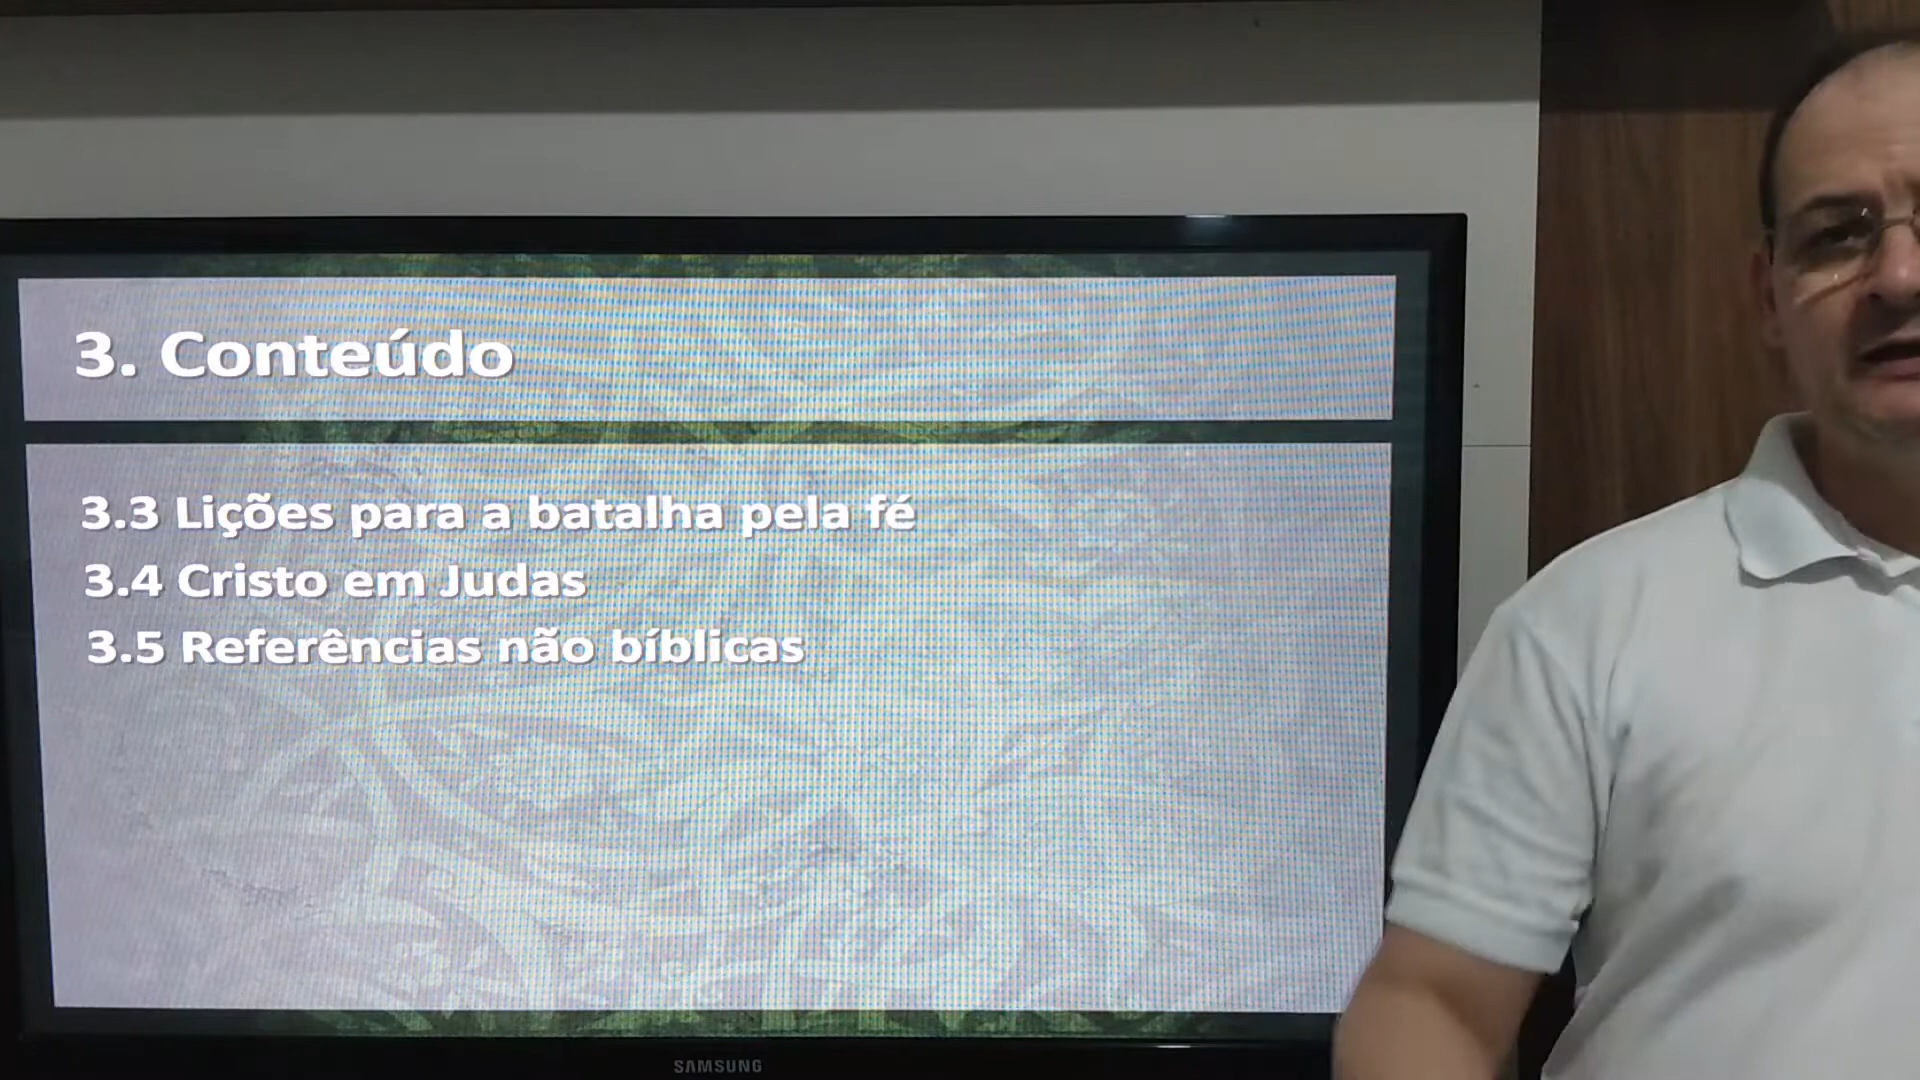 3. Conteúdo
3.3 Lições para a batalha pela fé
3.4 Cristo em Judas
3.5 Referências não bíblicas
SAMSUNG